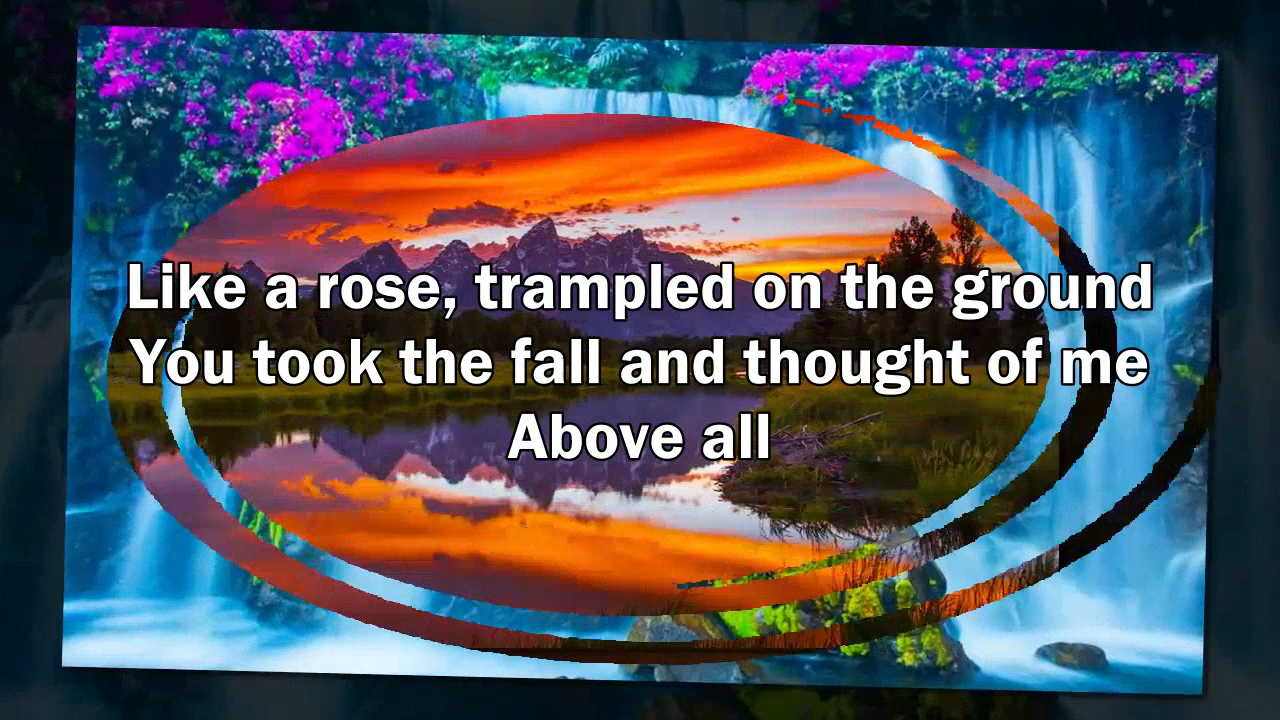 Like a rose, trampled on the ground
You took the fall and thought of me
Above all